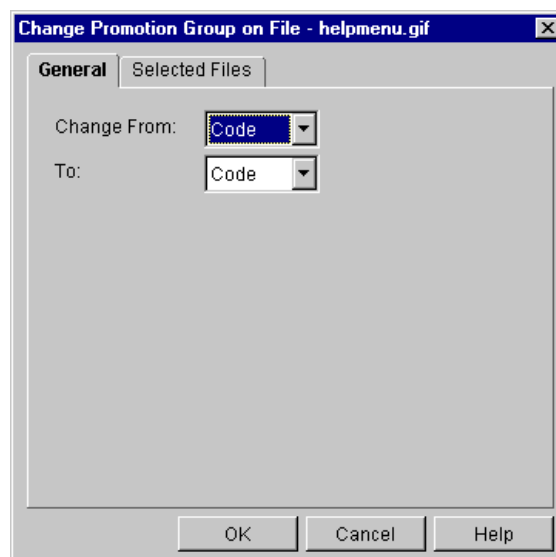 Change Promotion Group on File - helpmenu.gif
General Selected Files
Change From: Code
To: Code
OK Cancel Help